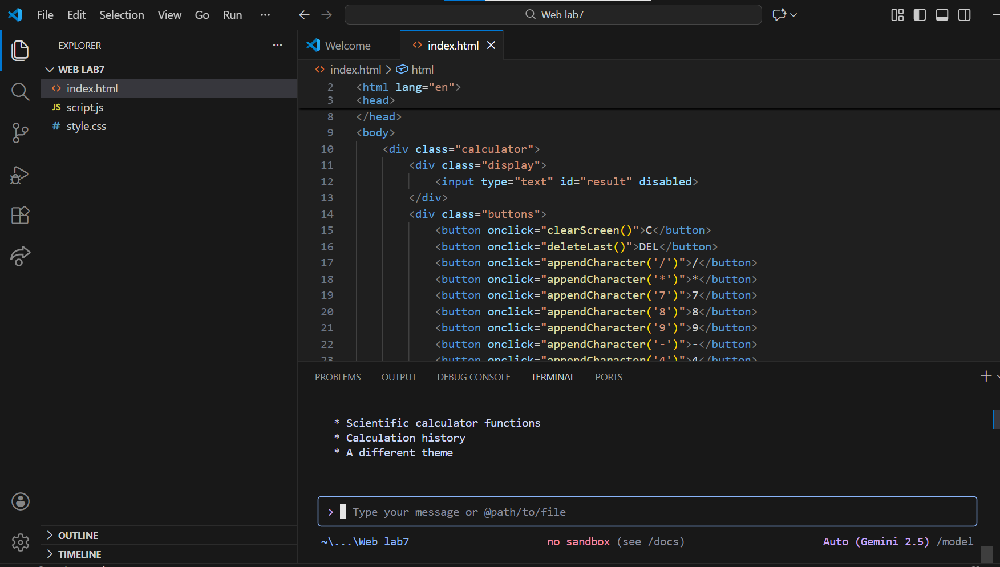 File Edit Selection View Go Run ···
Web lab7
EXPLORER ···
WEB LAB7
index.html
JS script.js
# style.css
OUTLINE
TIMELINE
Welcome
index.html
index.html > html
2 <html lang="en">
3 <head>
8 </head>
9 <body>
10 <div class="calculator">
11 <div class="display">
12 <input type="text" id="result" disabled>
13 </div>
14 <div class="buttons">
15 <button onclick="clearScreen()">C</button>
16 <button onclick="deleteLast()">DEL</button>
17 <button onclick="appendCharacter('/')">/</button>
18 <button onclick="appendCharacter('*')">*</button>
19 <button onclick="appendCharacter('7')">7</button>
20 <button onclick="appendCharacter('8')">8</button>
21 <button onclick="appendCharacter('9')">9</button>
22 <button onclick="appendCharacter('-')">-</button>
23 <button onclick="appendCharacter('4')">4</button>
PROBLEMS OUTPUT DEBUG CONSOLE TERMINAL PORTS
* Scientific calculator functions
* Calculation history
* A different theme
> Type your message or @path/to/file
~\...\Web lab7 no sandbox (see /docs) Auto (Gemini 2.5) /model